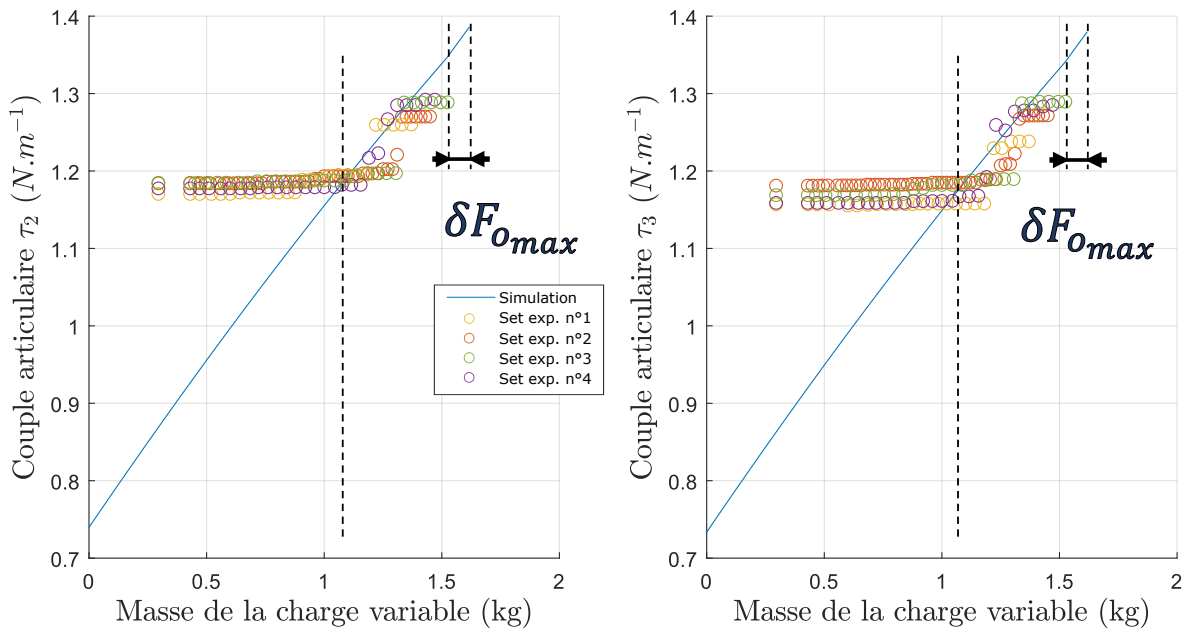 1.4
1.3
1.2
1.1
1
0.9
0.8
0.7
0
0.5
1
1.5
2
Couple articulaire τ₂ (N.m⁻¹)
Masse de la charge variable (kg)
δF₀ₘₐₓ
Simulation
Set exp. n°1
Set exp. n°2
Set exp. n°3
Set exp. n°4
1.4
1.3
1.2
1.1
1
0.9
0.8
0.7
0
0.5
1
1.5
2
Couple articulaire τ₃ (N.m⁻¹)
Masse de la charge variable (kg)
δF₀ₘₐₓ